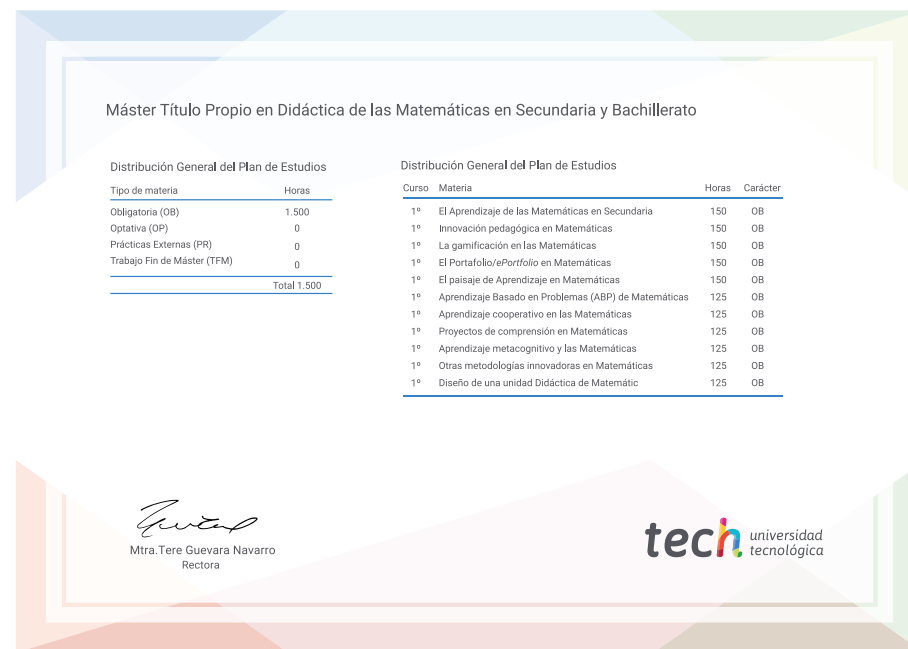 Máster Título Propio en Didáctica de las Matemáticas en Secundaria y Bachillerato
Distribución General del Plan de Estudios
Tipo de materia Horas
Obligatoria (OB) 1.500
Optativa (OP) 0
Prácticas Externas (PR) 0
Trabajo Fin de Máster (TFM) 0
Total 1.500
Distribución General del Plan de Estudios
Curso Materia Horas Carácter
1º El Aprendizaje de las Matemáticas en Secundaria 150 OB
1º Innovación pedagógica en Matemáticas 150 OB
1º La gamificación en las Matemáticas 150 OB
1º El Portafolio/ePortfolio en Matemáticas 150 OB
1º El paisaje de Aprendizaje en Matemáticas 150 OB
1º Aprendizaje Basado en Problemas (ABP) de Matemáticas 125 OB
1º Aprendizaje cooperativo en las Matemáticas 125 OB
1º Proyectos de comprensión en Matemáticas 125 OB
1º Aprendizaje metacognitivo y las Matemáticas 125 OB
1º Otras metodologías innovadoras en Matemáticas 125 OB
1º Diseño de una unidad Didáctica de Matemátic 125 OB
Mtra.Tere Guevara Navarro
Rectora
tech universidad
tecnológica